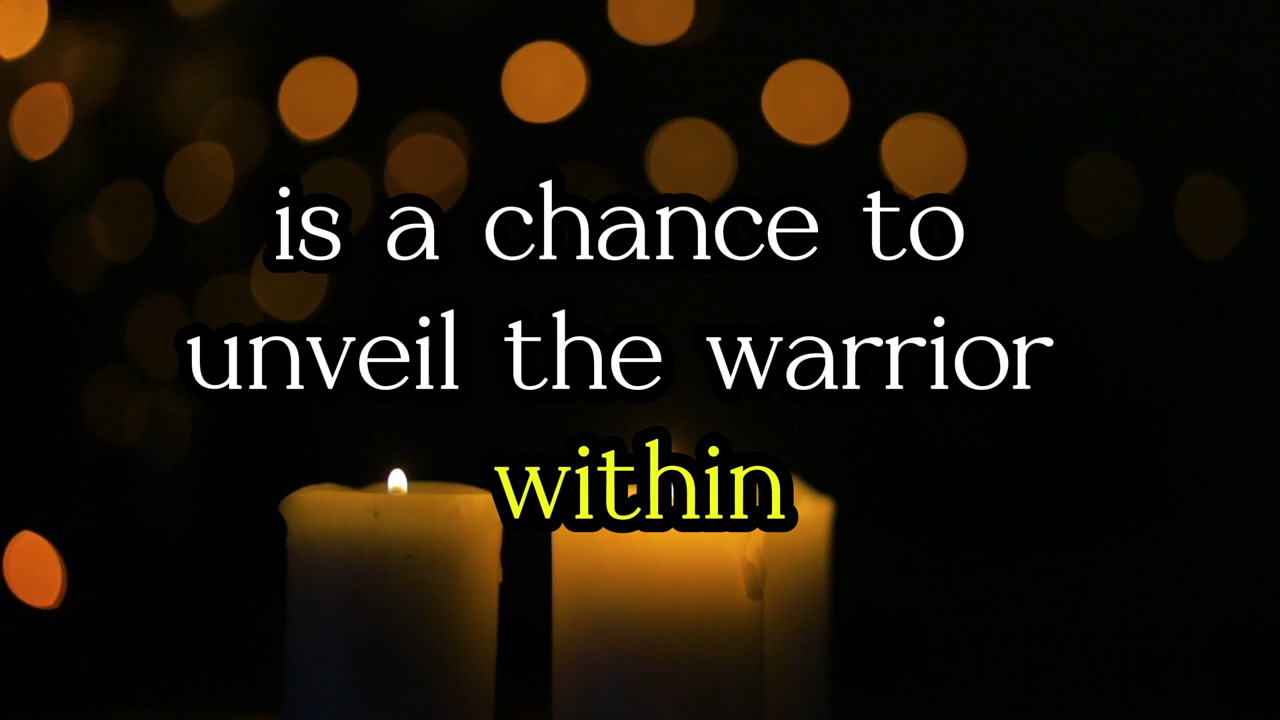 is a chance to
unveil the warrior
within